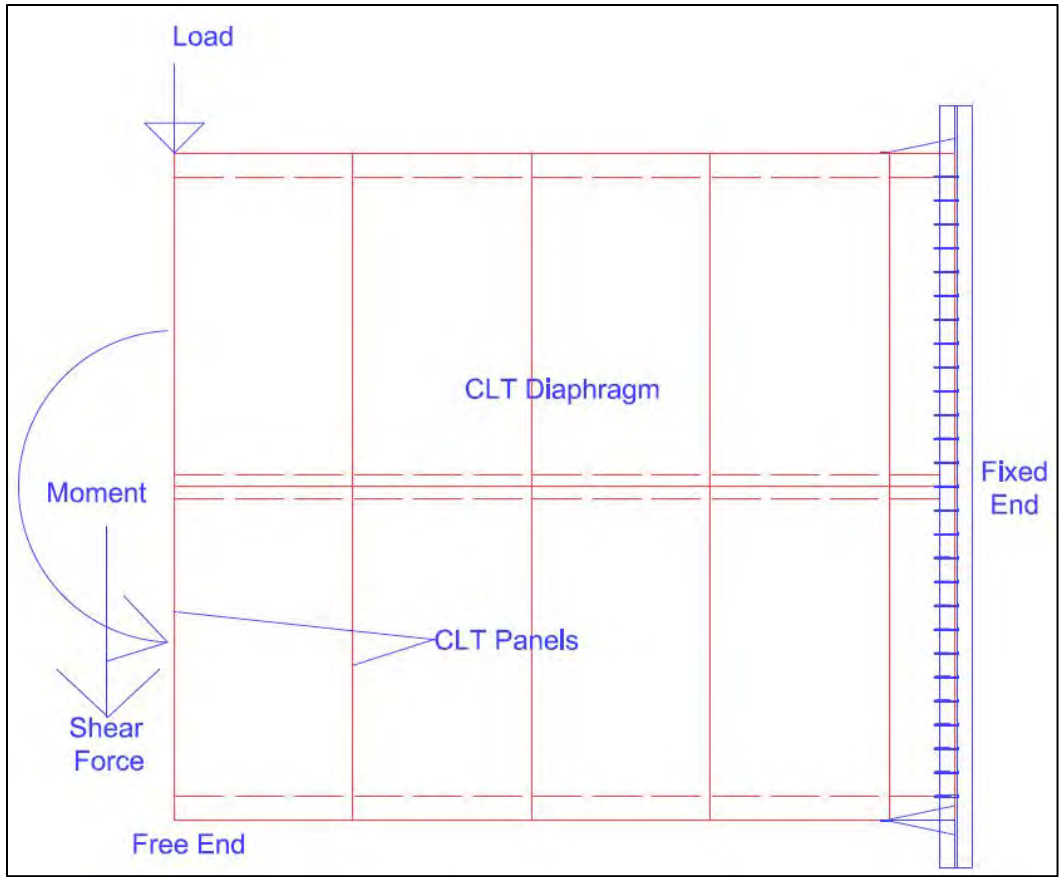 Load
CLT Diaphragm
Moment
Fixed
End
CLT Panels
Shear
Force
Free End